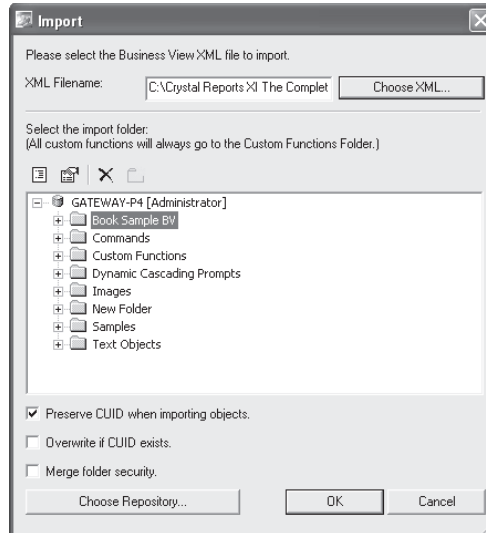 Import
Please select the Business View XML file to import.
XML Filename: C:\Crystal Reports XI The Complet Choose XML...
Select the import folder:
(All custom functions will always go to the Custom Functions Folder.)
GATEWAY-P4 [Administrator]
Book Sample BV
Commands
Custom Functions
Dynamic Cascading Prompts
Images
New Folder
Samples
Text Objects
Preserve CUID when importing objects.
Overwrite if CUID exists.
Merge folder security.
Choose Repository... OK Cancel